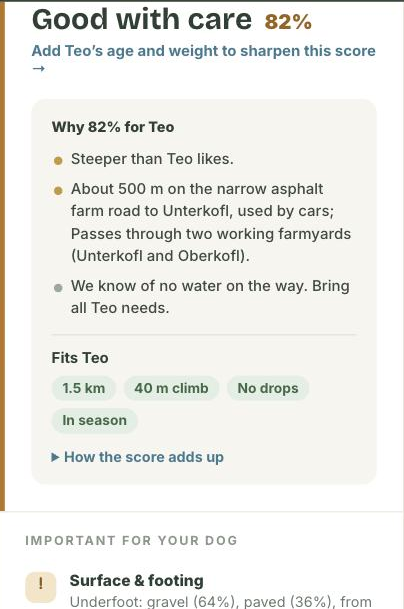 Good with care 82%
Add Teo’s age and weight to sharpen this score
→
Why 82% for Teo
Steeper than Teo likes.
About 500 m on the narrow asphalt
farm road to Unterkofl, used by cars;
Passes through two working farmyards
(Unterkofl and Oberkofl).
We know of no water on the way. Bring
all Teo needs.
Fits Teo
1.5 km 40 m climb No drops
In season
▶ How the score adds up
IMPORTANT FOR YOUR DOG
! Surface & footing
Underfoot: gravel (64%), paved (36%), from